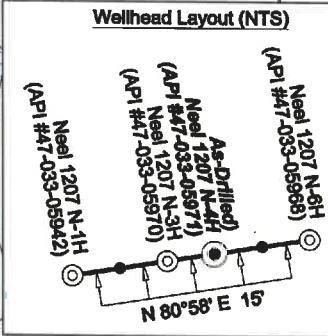 Wellhead Layout (NTS)
Neel 1207 N-1H
(API #47-033-05942)
Neel 1207 N-3H
(API #47-033-05970)
As-Drilled)
Neel 1207 N-4H
(API #47-033-05971)
Neel 1207 N-6H
(API #47-033-05968)
N 80°58' E 15'